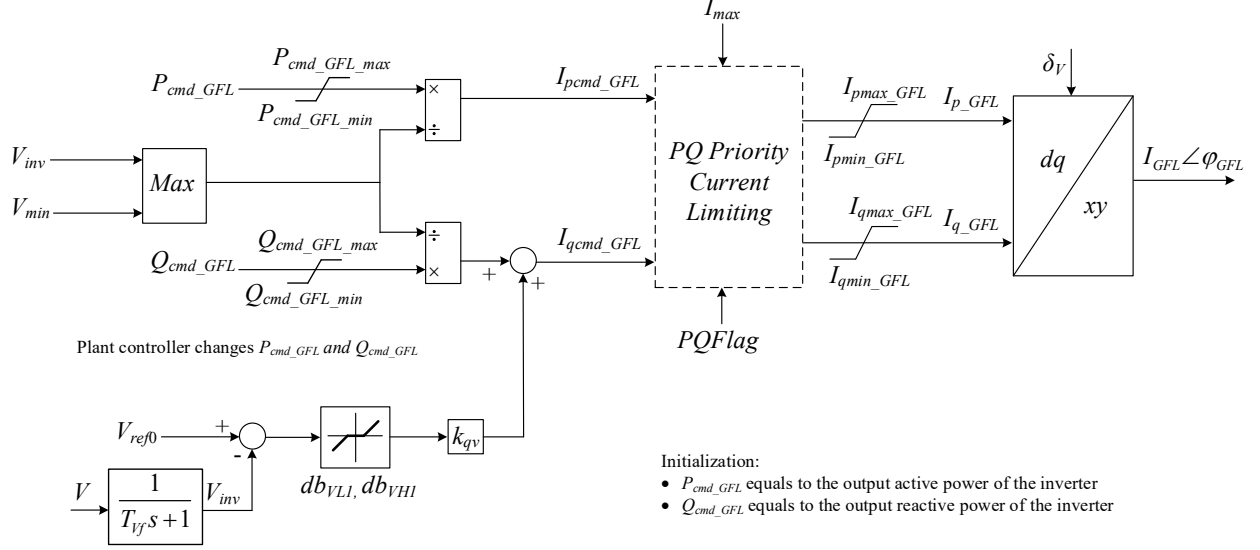 I_max
P_cmd_GFL_max
P_cmd_GFL
P_cmd_GFL_min
×
÷
I_pcmd_GFL
V_inv
V_min
Max
PQ Priority
Current
Limiting
I_pmax_GFL
I_p_GFL
I_pmin_GFL
δ_V
dq
xy
I_GFL∠φ_GFL
Q_cmd_GFL_max
Q_cmd_GFL
Q_cmd_GFL_min
÷
×
+
+
I_qcmd_GFL
I_qmax_GFL
I_q_GFL
I_qmin_GFL
PQFlag
Plant controller changes P_cmd_GFL and Q_cmd_GFL
V_ref0
+
-
k_qv
db_VL1, db_VH1
V
1
T_Vf s+1
V_inv
Initialization:
• P_cmd_GFL equals to the output active power of the inverter
• Q_cmd_GFL equals to the output reactive power of the inverter